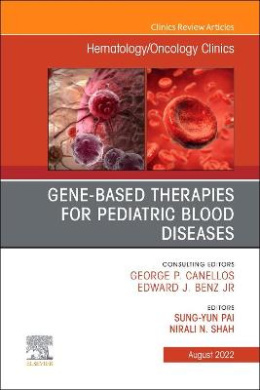 Clinics Review Articles
Hematology/Oncology Clinics
GENE-BASED THERAPIES
FOR PEDIATRIC BLOOD
DISEASES
CONSULTING EDITORS
GEORGE P. CANELLOS
EDWARD J. BENZ JR
EDITORS
SUNG-YUN PAI
NIRALI N. SHAH
ELSEVIER
August 2022